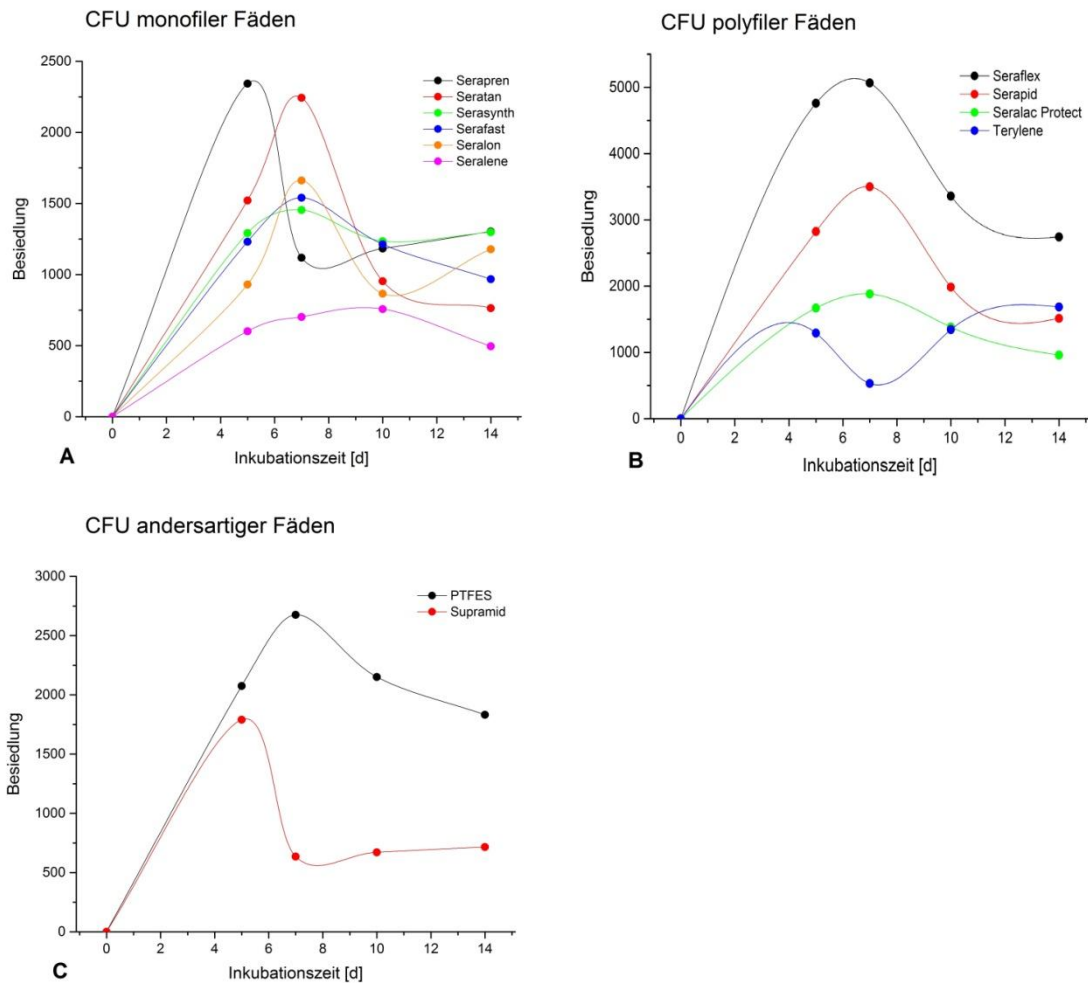 CFU monofiler Fäden
2500
2000
1500
1000
500
0
Besiedlung
Serapren
Seratan
Serasynth
Serafast
Seralon
Seralene
0 2 4 6 8 10 12 14
Inkubationszeit [d]
A
CFU polyfiler Fäden
5000
4000
3000
2000
1000
0
Besiedlung
Seraflex
Serapid
Seralac Protect
Terylene
0 2 4 6 8 10 12 14
Inkubationszeit [d]
B
CFU andersartiger Fäden
3000
2500
2000
1500
1000
500
0
Besiedlung
PTFES
Supramid
0 2 4 6 8 10 12 14
Inkubationszeit [d]
C